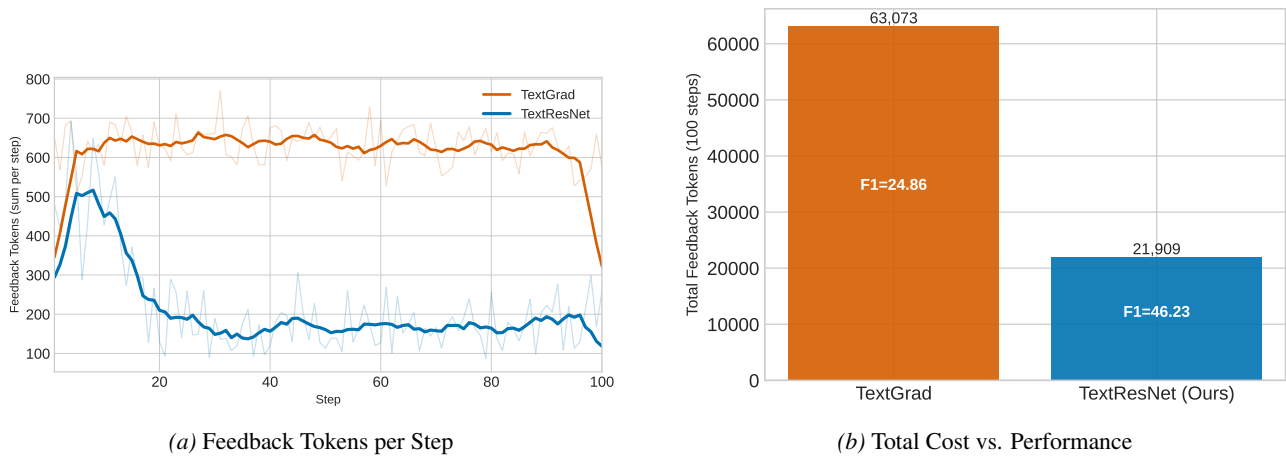 800
700
600
500
400
300
200
100
Feedback Tokens (sum per step)
TextGrad
TextResNet
20
40
60
80
100
Step
(a) Feedback Tokens per Step
60000
50000
40000
30000
20000
10000
0
Total Feedback Tokens (100 steps)
63,073
F1=24.86
21,909
F1=46.23
TextGrad
TextResNet (Ours)
(b) Total Cost vs. Performance